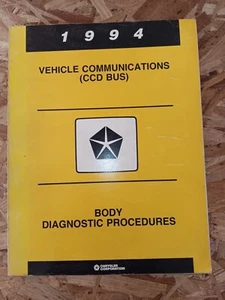 1994
VEHICLE COMMUNICATIONS
(CCD BUS)
BODY
DIAGNOSTIC PROCEDURES
CHRYSLER
CORPORATION